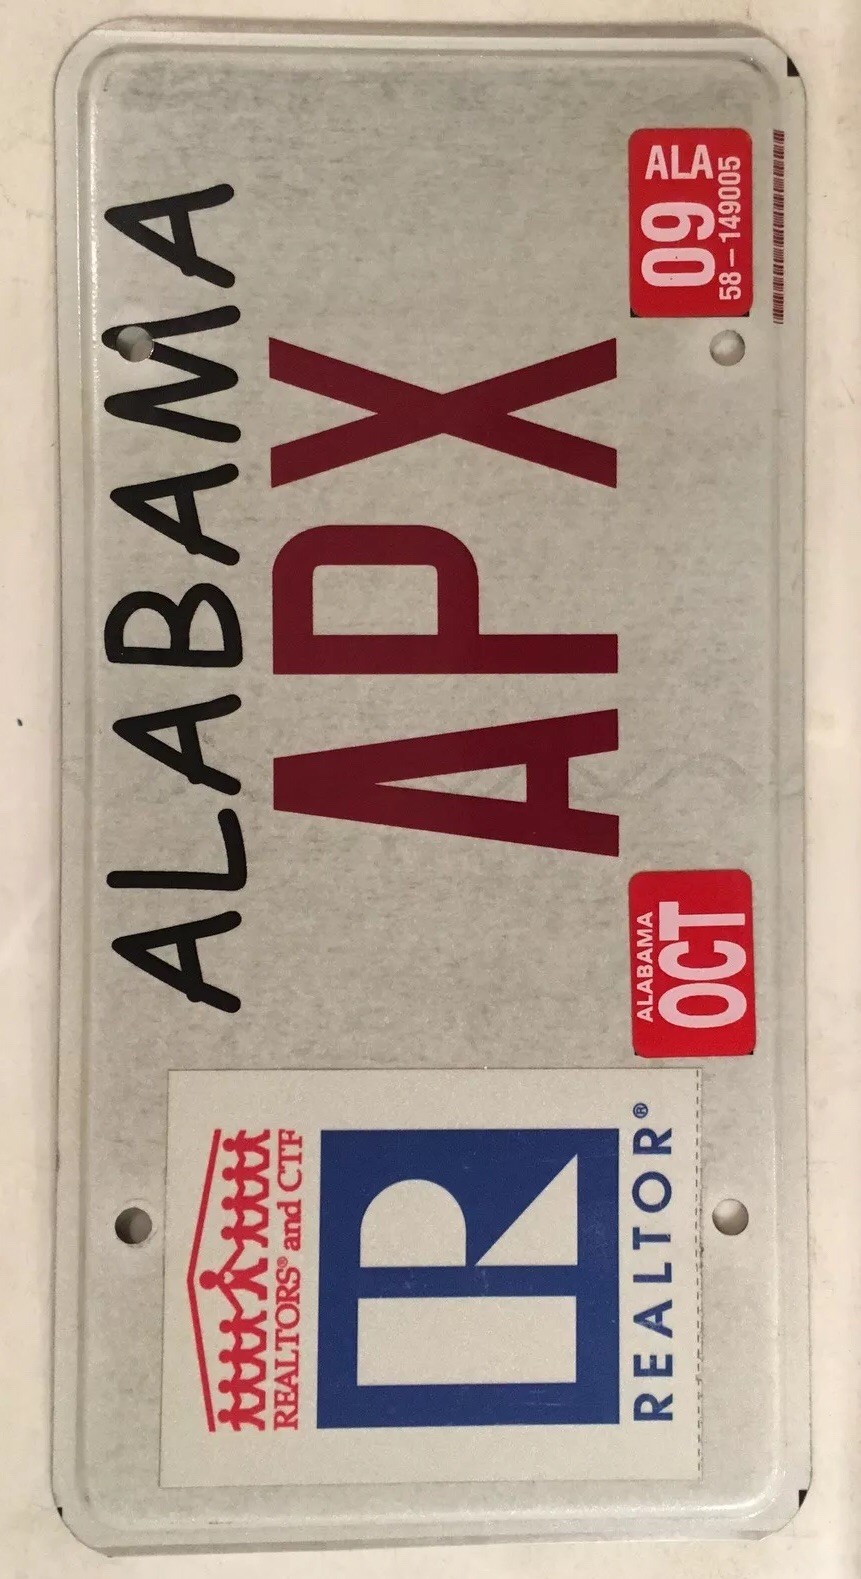 ALABAMA
REALTORS® and CTF
R
REALTOR®
APX
ALABAMA
OCT
ALA
09
58-149005